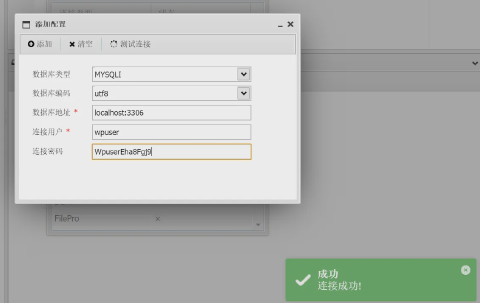 添加配置
添加 清空 测试连接
数据库类型 MYSQLI
数据库编码 utf8
数据库地址 * localhost:3306
连接用户 * wpuser
连接密码 WpuserEha8Fgj9
FilePro
成功
连接成功!